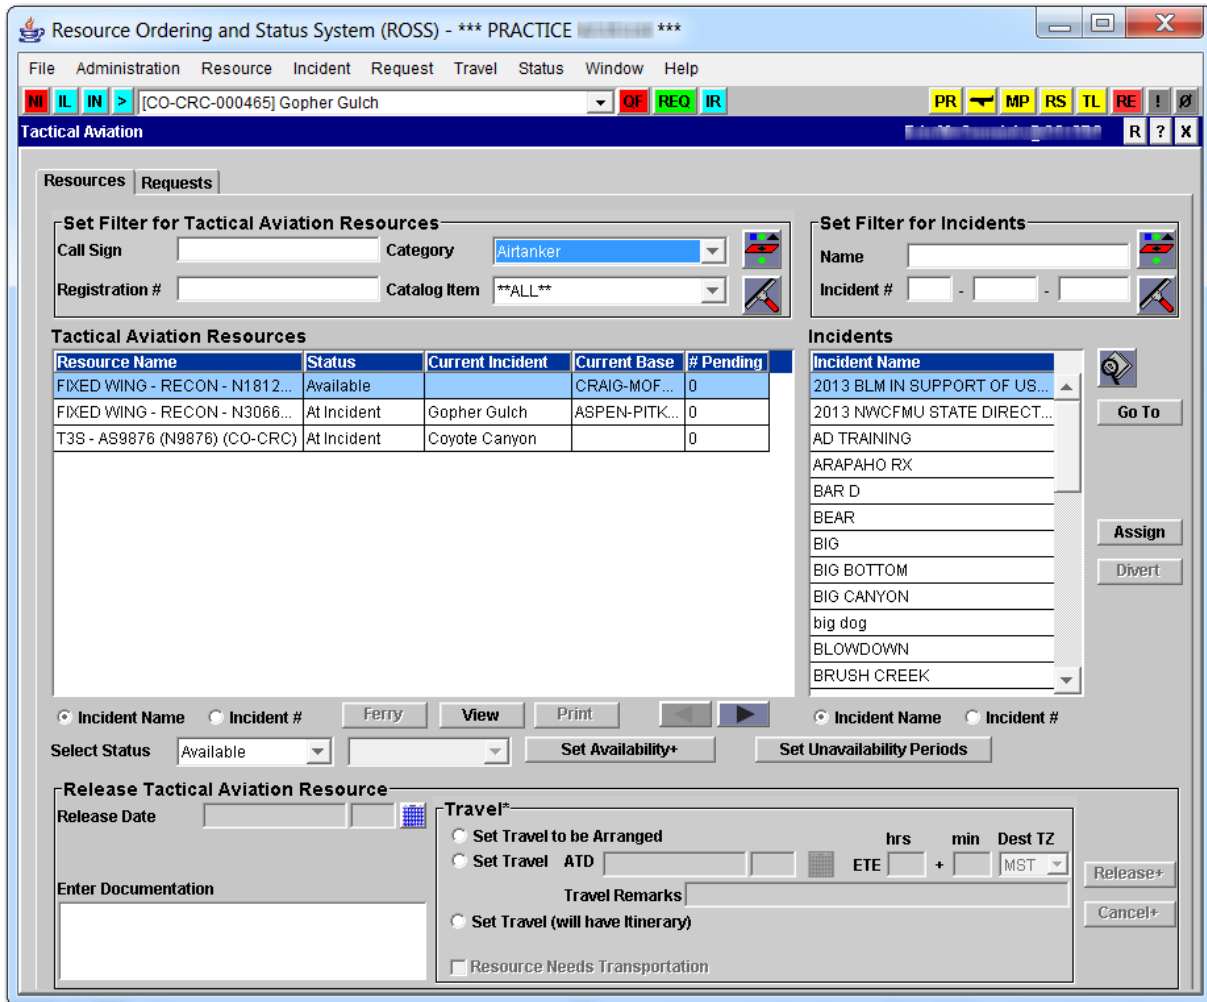 Resource Ordering and Status System (ROSS) - *** PRACTICE ***
File Administration Resource Incident Request Travel Status Window Help
NI IL IN > [CO-CRC-000465] Gopher Gulch QF REQ IR PR MP RS TL RE ! Ø
Tactical Aviation R ? X
Resources Requests
Set Filter for Tactical Aviation Resources Set Filter for Incidents
Call Sign Category Airtanker Name
Registration # Catalog Item **ALL** Incident # - -
Tactical Aviation Resources Incidents
Resource Name Status Current Incident Current Base # Pending Incident Name
FIXED WING - RECON - N1812... Available CRAIG-MOF... 0 2013 BLM IN SUPPORT OF US...
FIXED WING - RECON - N3066... At Incident Gopher Gulch ASPEN-PITK... 0 2013 NWCFMU STATE DIRECT... Go To
T3S - AS9876 (N9876) (CO-CRC) At Incident Coyote Canyon 0 AD TRAINING
ARAPAHO RX
BAR D
BEAR
Assign
BIG
BIG BOTTOM Divert
BIG CANYON
big dog
BLOWDOWN
BRUSH CREEK
Incident Name Incident # Ferry View Print Incident Name Incident #
Select Status Available Set Availability+ Set Unavailability Periods
Release Tactical Aviation Resource
Release Date Travel*
Set Travel to be Arranged hrs min Dest TZ
Set Travel ATD ETE + MST Release+
Enter Documentation Travel Remarks
Set Travel (will have Itinerary) Cancel+
Resource Needs Transportation